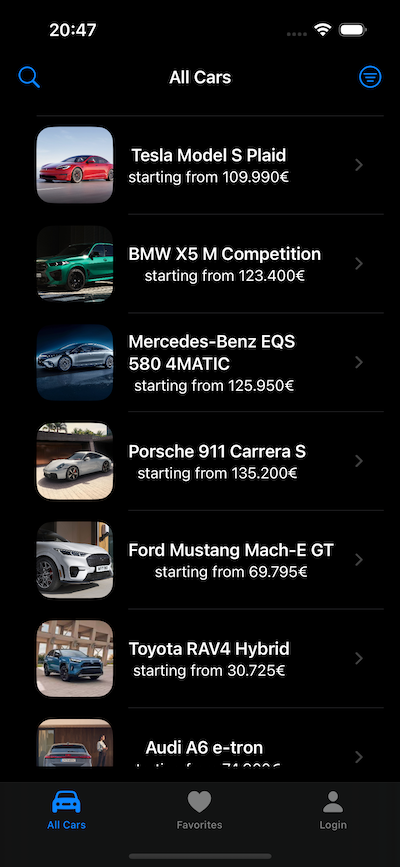 20:47
All Cars
Tesla Model S Plaid
starting from 109.990€
BMW X5 M Competition
starting from 123.400€
Mercedes-Benz EQS
580 4MATIC
starting from 125.950€
Porsche 911 Carrera S
starting from 135.200€
Ford Mustang Mach-E GT
starting from 69.795€
Toyota RAV4 Hybrid
starting from 30.725€
Audi A6 e-tron
starting from
All Cars
Favorites
Login